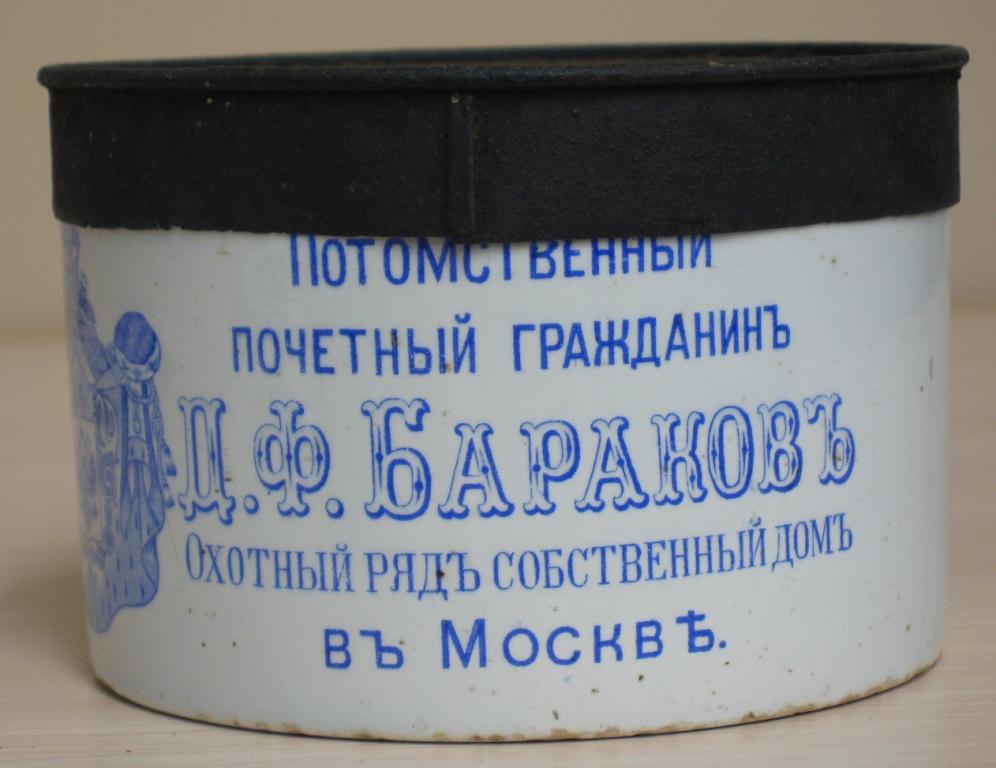 Потомственный
почетный гражданинъ
Д.Ф. Бараковъ
Охотный рядъ собственный домъ
въ Москвѣ.